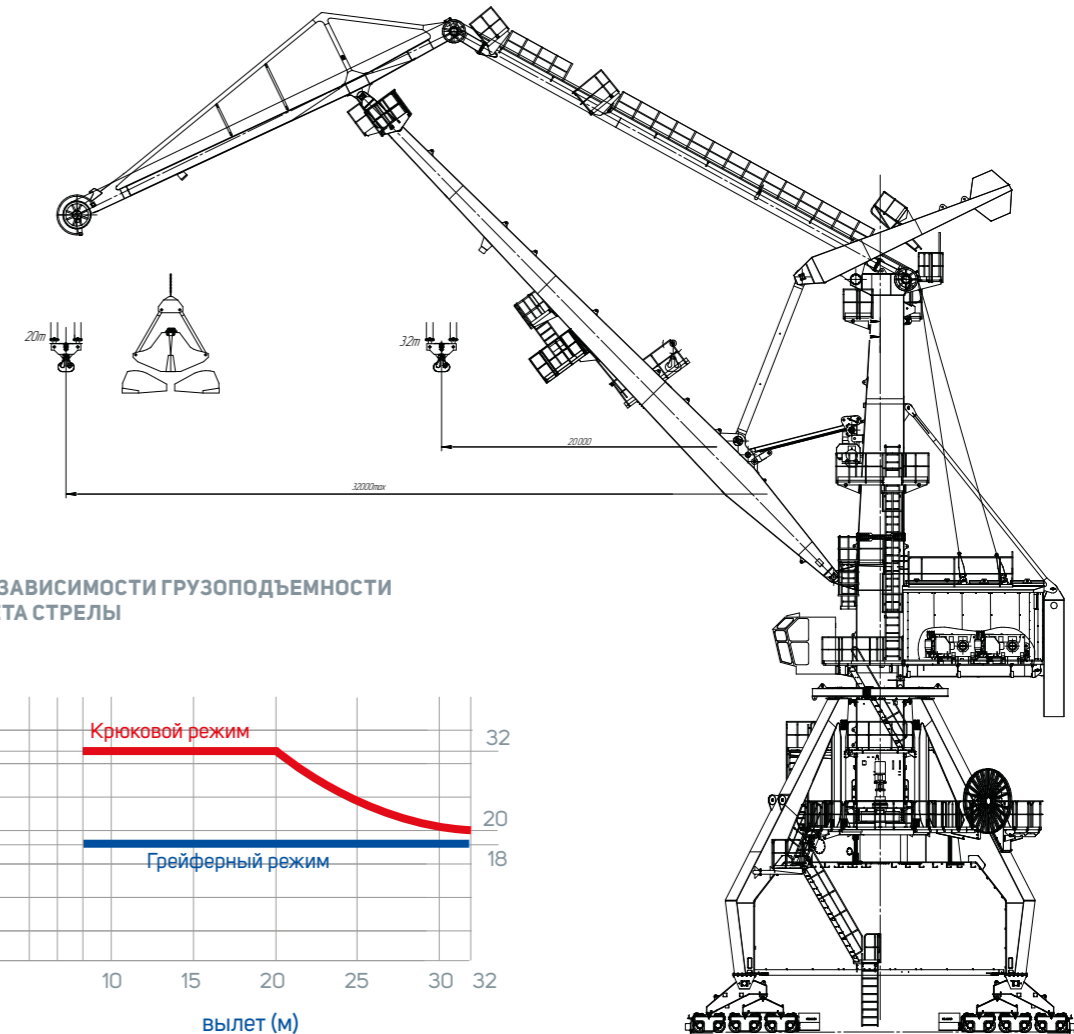 20т
32т
20000
32000max
ЗАВИСИМОСТИ ГРУЗОПОДЪЕМНОСТИ
ЕТА СТРЕЛЫ
Крюковой режим
32
20
Грейферный режим
18
10 15 20 25 30 32
вылет (м)